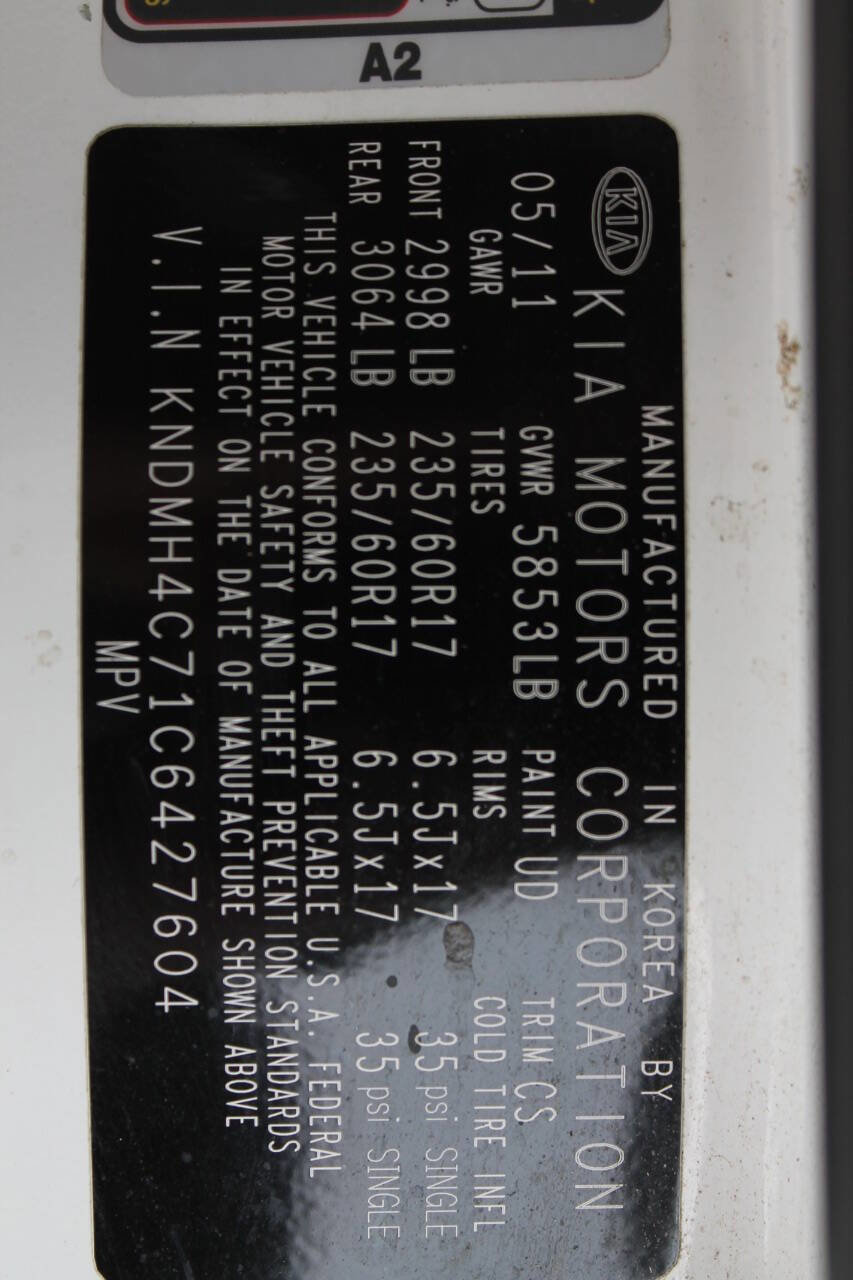 A2
MANUFACTURED IN KOREA BY
KIA KIA MOTORS CORPORATION
05/11 GVWR 5853LB PAINT UD TRIM CS
GAWR TIRES RIMS COLD TIRE INFL
FRONT 2998 LB 235/60R17 6.5Jx17 35 psi SINGLE
REAR 3064 LB 235/60R17 6.5Jx17 35 psi SINGLE
THIS VEHICLE CONFORMS TO ALL APPLICABLE U.S.A. FEDERAL
MOTOR VEHICLE SAFETY AND THEFT PREVENTION STANDARDS
IN EFFECT ON THE DATE OF MANUFACTURE SHOWN ABOVE
V.I.N KNDMH4C71C6427604
MPV